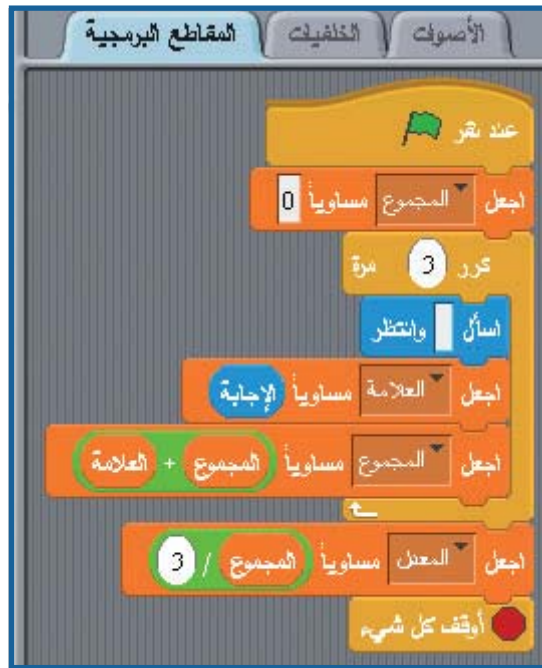 المقاطع البرمجية الخلفيات الأصوات
عند نقر
اجعل المجموع مساوياً 0
كرر 3 مرة
اسأل وانتظر
اجعل العلامة مساوياً الإجابة
اجعل المجموع مساوياً المجموع + العلامة
اجعل المعدل مساوياً المجموع / 3
أوقف كل شيء